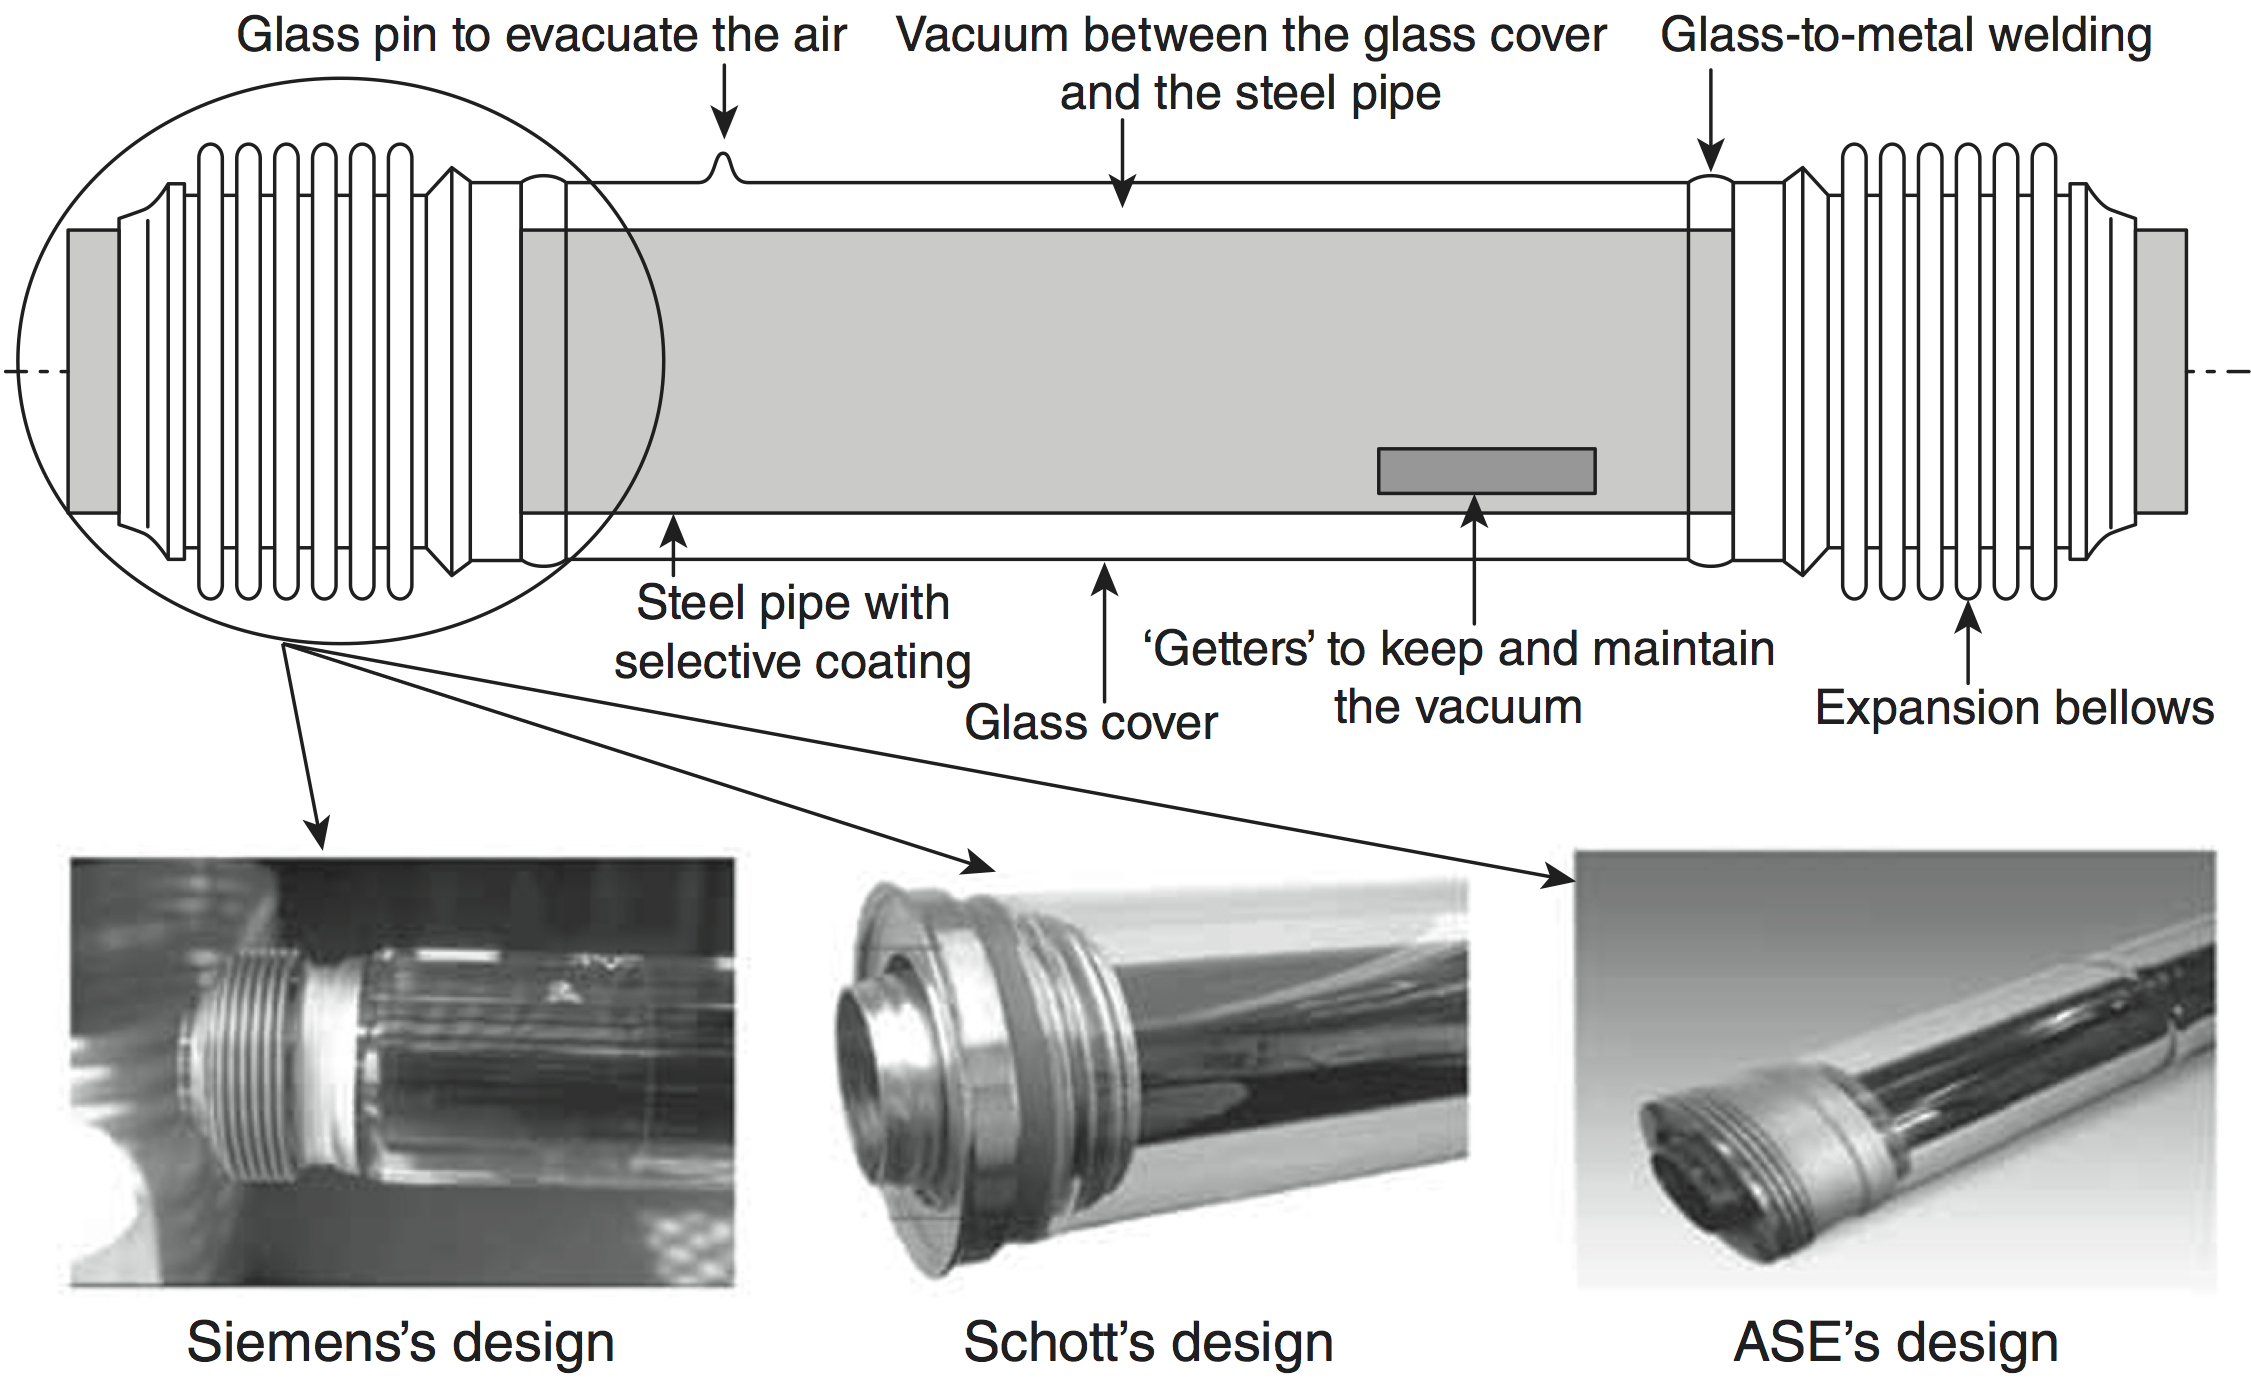 Glass pin to evacuate the air
Vacuum between the glass cover
and the steel pipe
Glass-to-metal welding
Steel pipe with
selective coating
Glass cover
‘Getters’ to keep and maintain
the vacuum
Expansion bellows
Siemens’s design
Schott’s design
ASE’s design